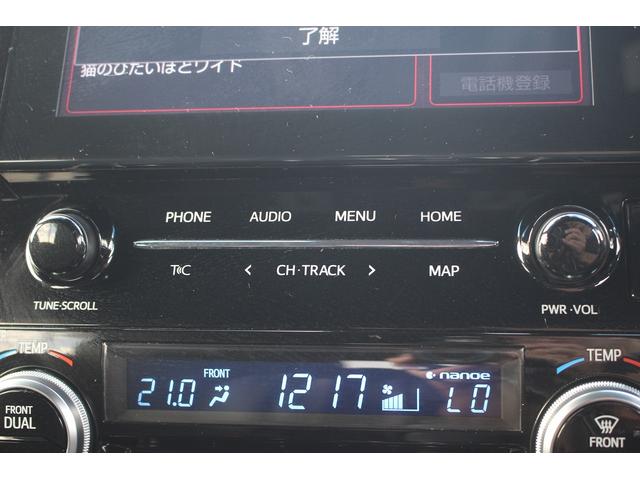 了解
猫のひたいほどワイド
電話機登録
PHONE AUDIO MENU HOME
T(((C < CH·TRACK > MAP
TUNE·SCROLL
PWR·VOL
TEMP
TEMP
21.0 FRONT 1217 nanoe LO
FRONT
DUAL
FRONT